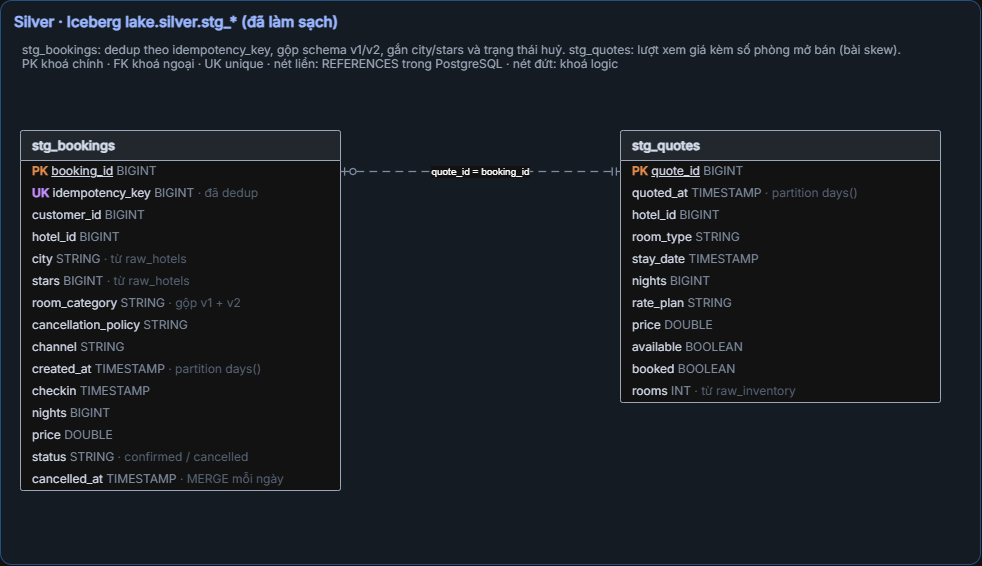 Silver · Iceberg lake.silver.stg_* (đã làm sạch)
stg_bookings: dedup theo idempotency_key, gộp schema v1/v2, gắn city/stars và trạng thái huỷ. stg_quotes: lượt xem giá kèm số phòng mở bán (bài skew).
PK khoá chính · FK khoá ngoại · UK unique · nét liền: REFERENCES trong PostgreSQL · nét đứt: khoá logic
stg_bookings
PK booking_id BIGINT
UK idempotency_key BIGINT · đã dedup
customer_id BIGINT
hotel_id BIGINT
city STRING · từ raw_hotels
stars BIGINT · từ raw_hotels
room_category STRING · gộp v1 + v2
cancellation_policy STRING
channel STRING
created_at TIMESTAMP · partition days()
checkin TIMESTAMP
nights BIGINT
price DOUBLE
status STRING · confirmed / cancelled
cancelled_at TIMESTAMP · MERGE mỗi ngày
quote_id = booking_id
stg_quotes
PK quote_id BIGINT
quoted_at TIMESTAMP · partition days()
hotel_id BIGINT
room_type STRING
stay_date TIMESTAMP
nights BIGINT
rate_plan STRING
price DOUBLE
available BOOLEAN
booked BOOLEAN
rooms INT · từ raw_inventory